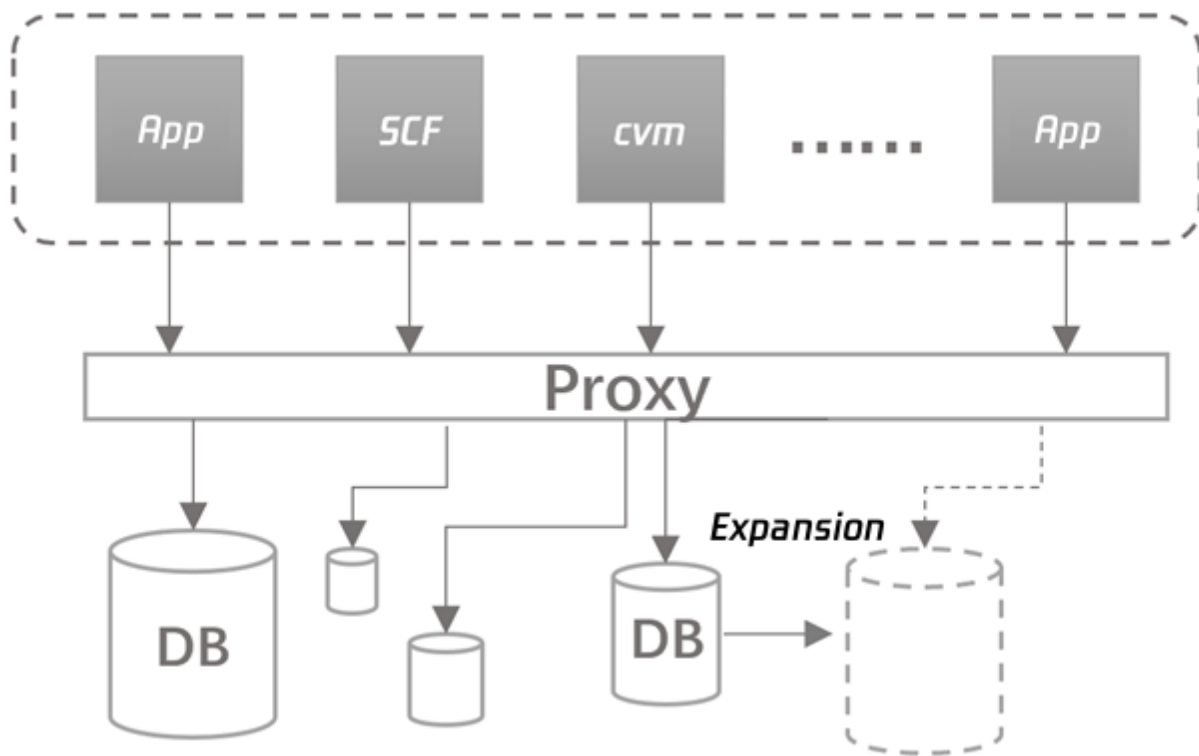 App
SCF
cvm
......
App
Proxy
Expansion
DB
DB